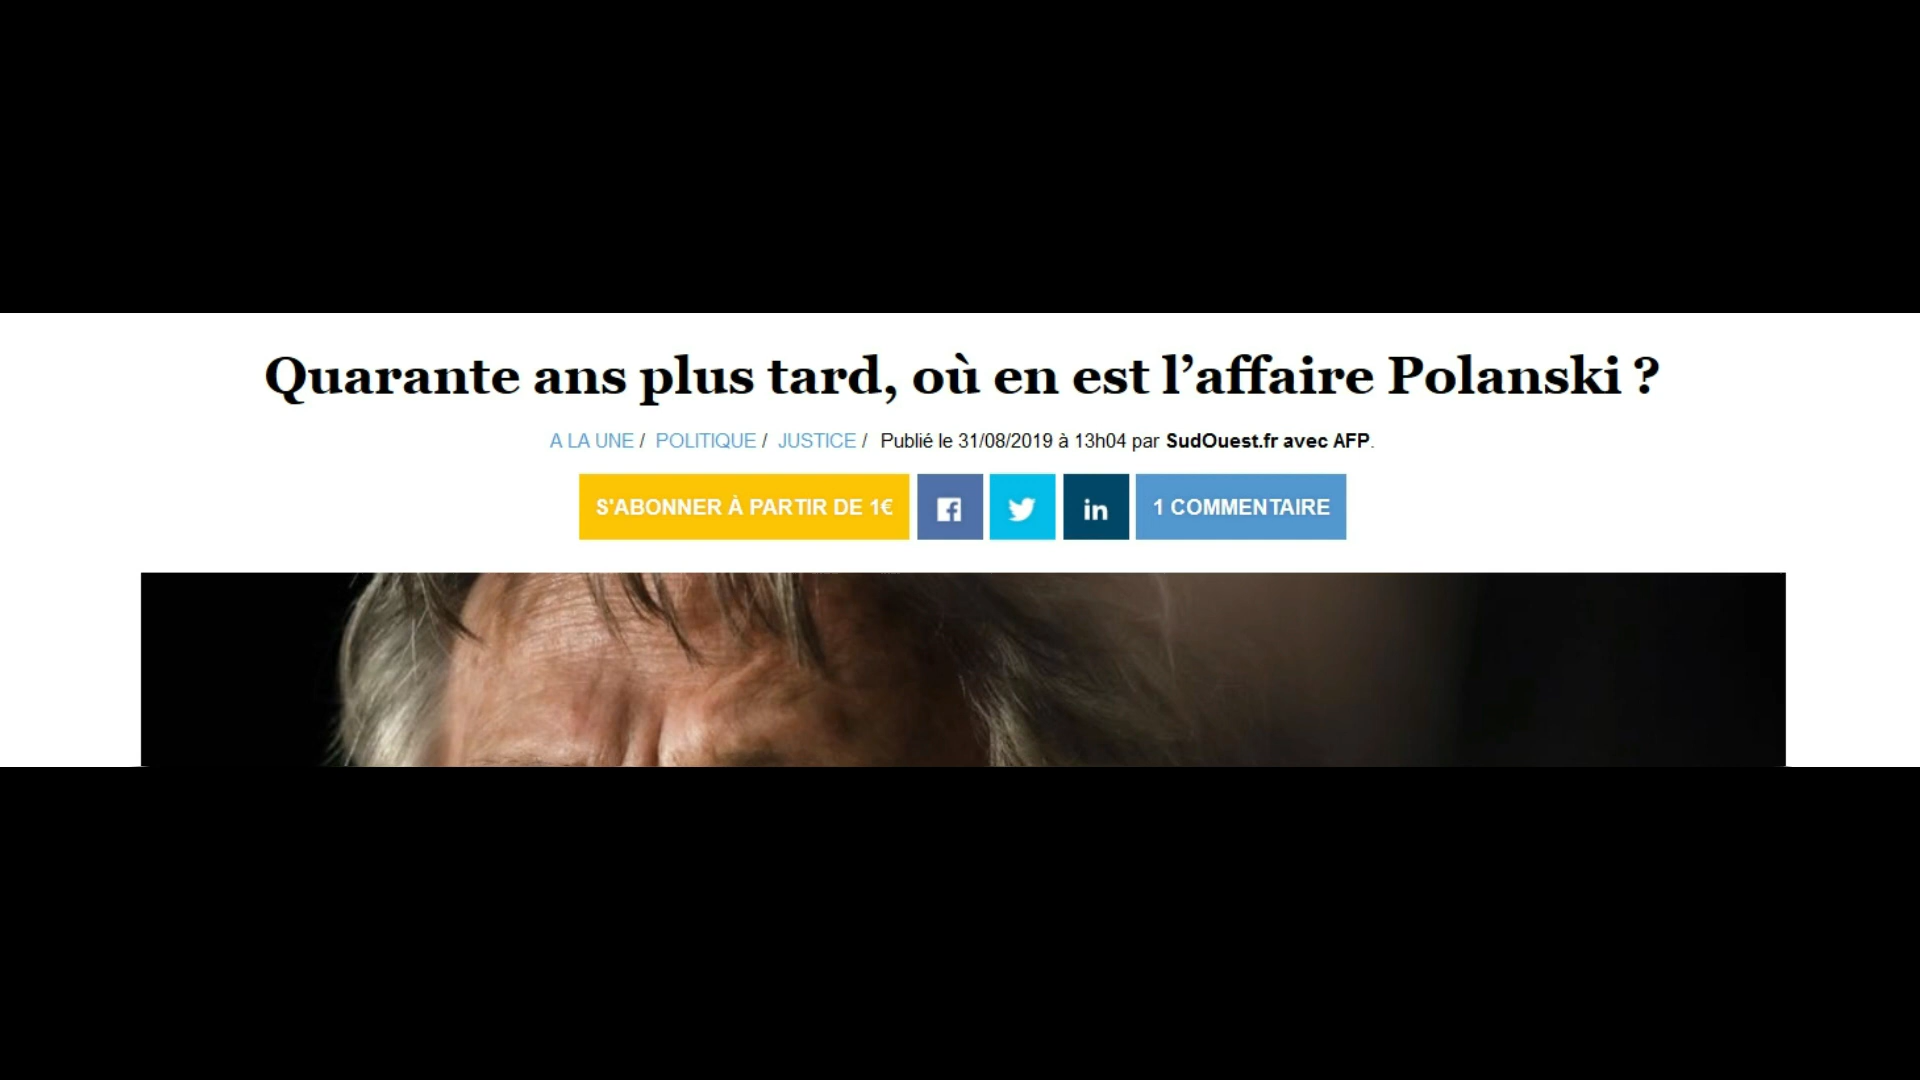 Quarante ans plus tard, où en est l’affaire Polanski ?
A LA UNE / POLITIQUE / JUSTICE / Publié le 31/08/2019 à 13h04 par SudOuest.fr avec AFP.
S'ABONNER À PARTIR DE 1€ f in 1 COMMENTAIRE